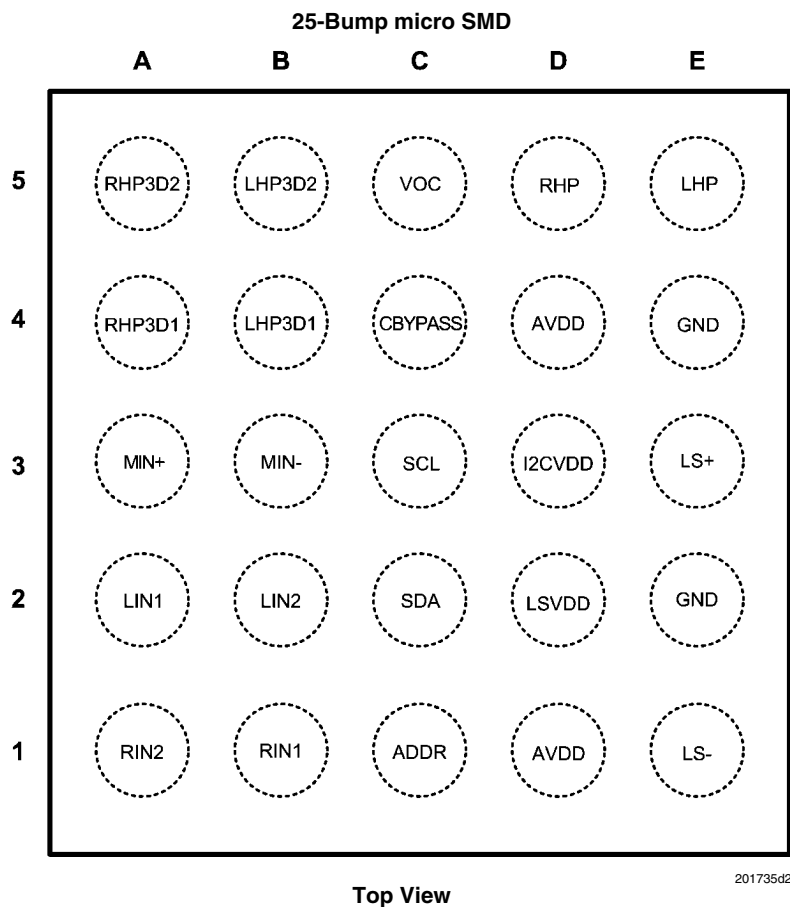 25-Bump micro SMD
A B C D E
5 RHP3D2 LHP3D2 VOC RHP LHP
4 RHP3D1 LHP3D1 CBYPASS AVDD GND
3 MIN+ MIN- SCL I2CVDD LS+
2 LIN1 LIN2 SDA LSVDD GND
1 RIN2 RIN1 ADDR AVDD LS-
201735d2
Top View